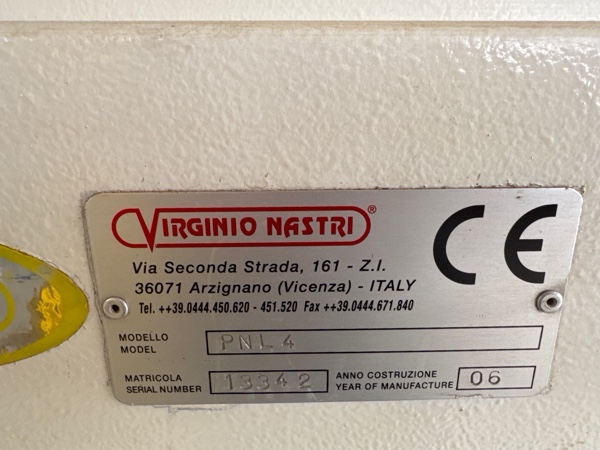 VIRGINIO NASTRI®
CE
Via Seconda Strada, 161 - Z.I.
36071 Arzignano (Vicenza) - ITALY
Tel. ++39.0444.450.620 - 451.520 Fax ++39.0444.671.840
MODELLO
MODEL
PNL4
MATRICOLA
SERIAL NUMBER
13342
ANNO COSTRUZIONE
YEAR OF MANUFACTURE
06